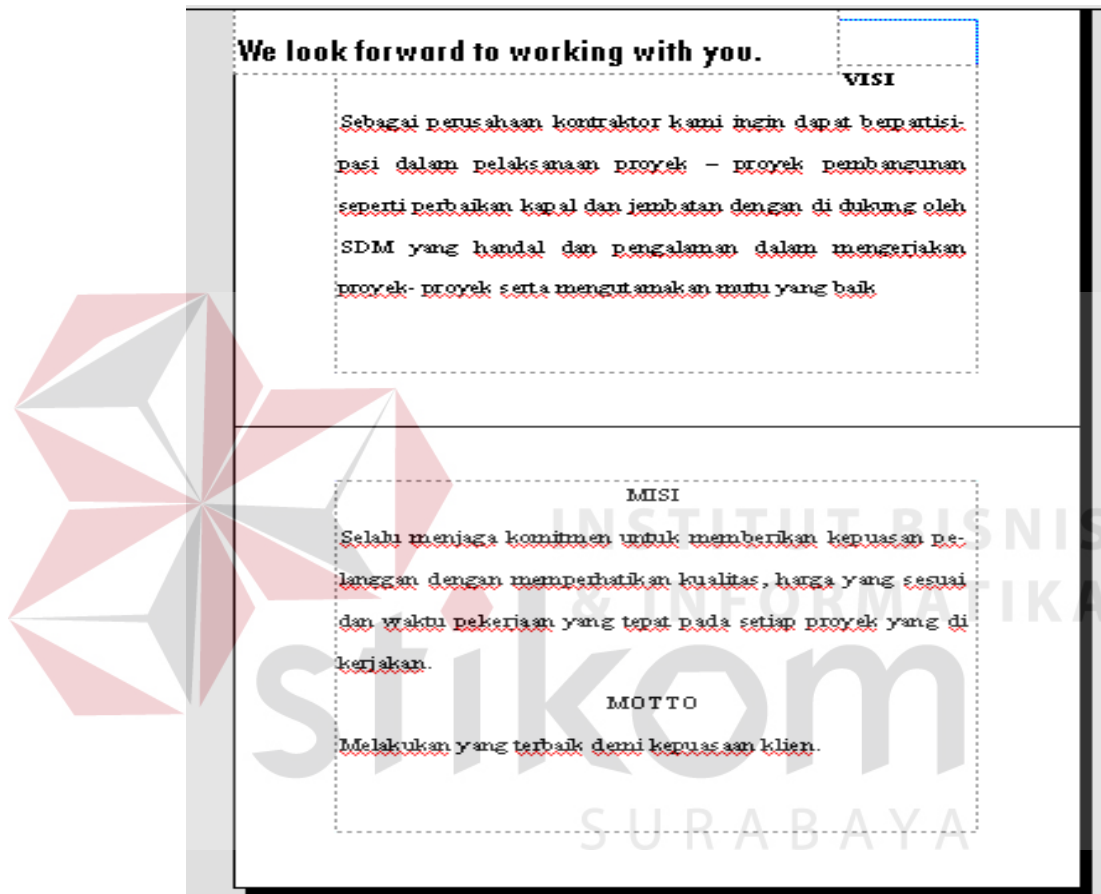 We look forward to working with you.
VISI
Sebagai perusahaan kontraktor kami ingin dapat berpartisi-
pasi dalam pelaksanaan proyek – proyek pembangunan
seperti perbaikan kapal dan jembatan dengan di dukung oleh
SDM yang handal dan pengalaman dalam mengerjakan
proyek- proyek serta mengutamakan mutu yang baik
MISI
Selalu menjaga komitmen untuk memberikan kepuasan pe-
langgan dengan memperhatikan kualitas, harga yang sesuai
dan waktu pekerjaan yang tepat pada setiap proyek yang di
kerjakan.
MOTTO
Melakukan yang terbaik demi kepuasaan klien.
INSTITUT BISNIS
& INFORMATIKA
stikom
SURABAYA